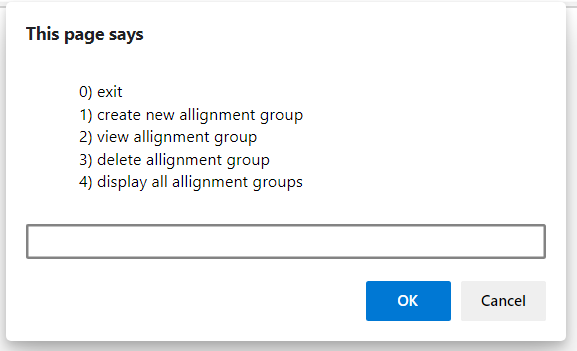 This page says
0) exit
1) create new allignment group
2) view allignment group
3) delete allignment group
4) display all allignment groups
OK
Cancel